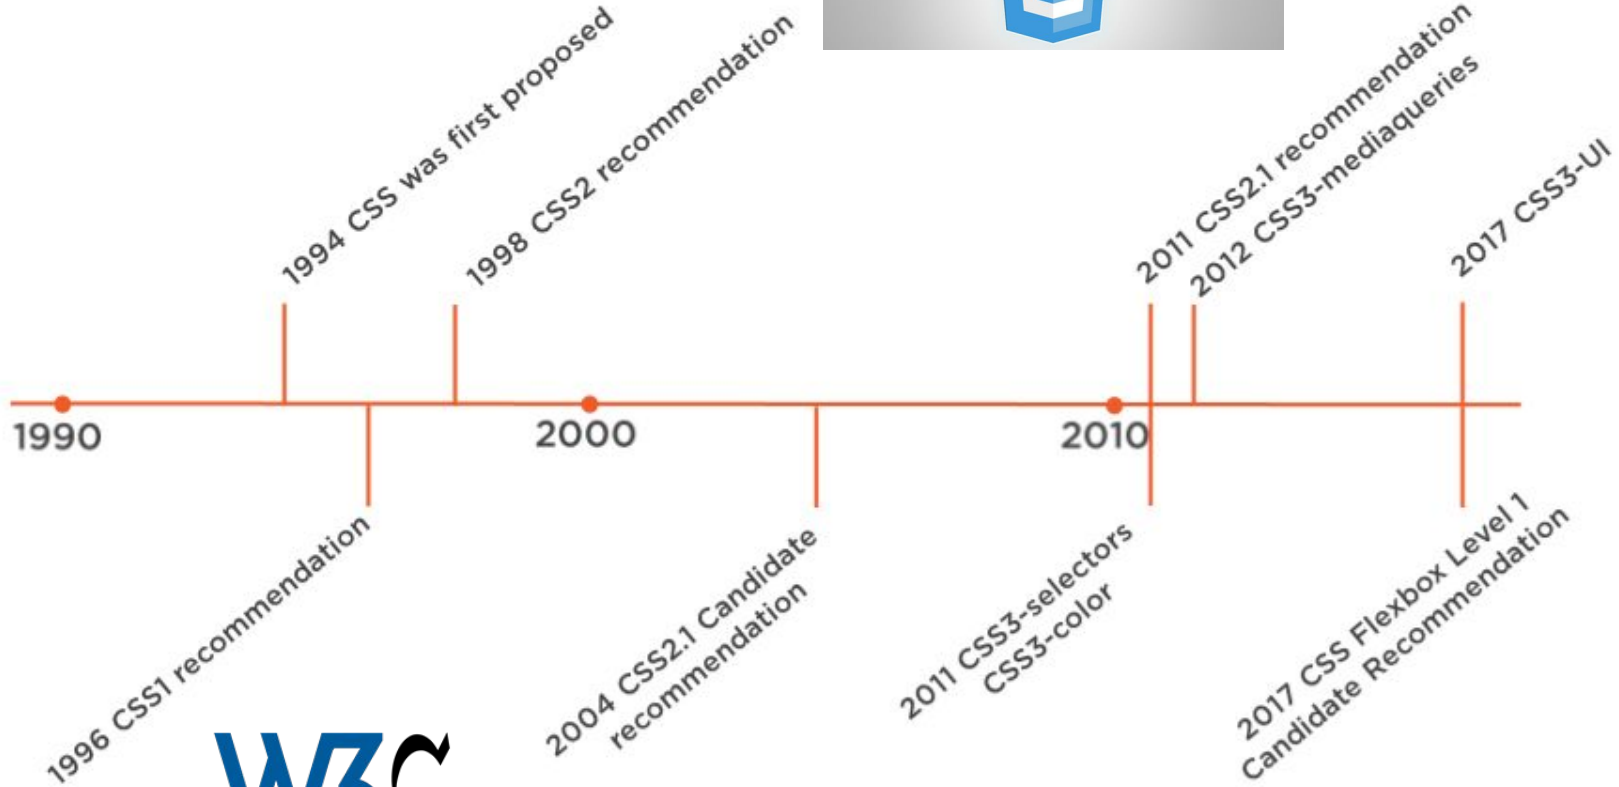 1994 CSS was first proposed
1998 CSS2 recommendation
2011 CSS2.1 recommendation
2012 CSS3-mediaqueries
2017 CSS3-UI
1990
2000
2010
1996 CSS1 recommendation
2004 CSS2.1 Candidate
recommendation
2011 CSS3-selectors
CSS3-color
2017 CSS Flexbox Level 1
Candidate Recommendation
W3C